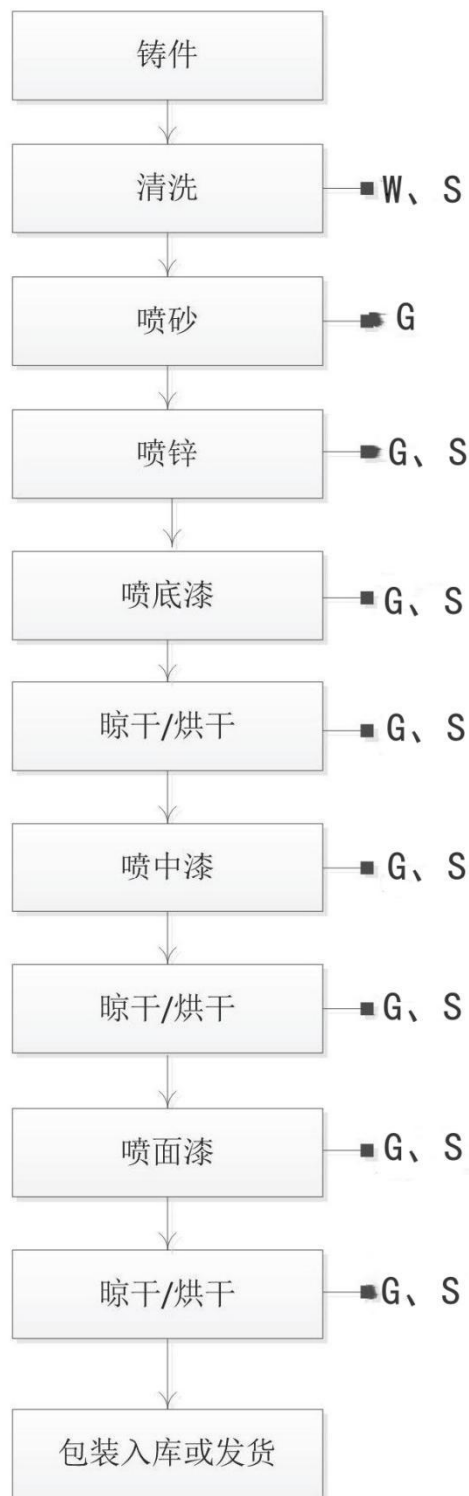 铸件
清洗 W、S
喷砂 G
喷锌 G、S
喷底漆 G、S
晾干/烘干 G、S
喷中漆 G、S
晾干/烘干 G、S
喷面漆 G、S
晾干/烘干 G、S
包装入库或发货